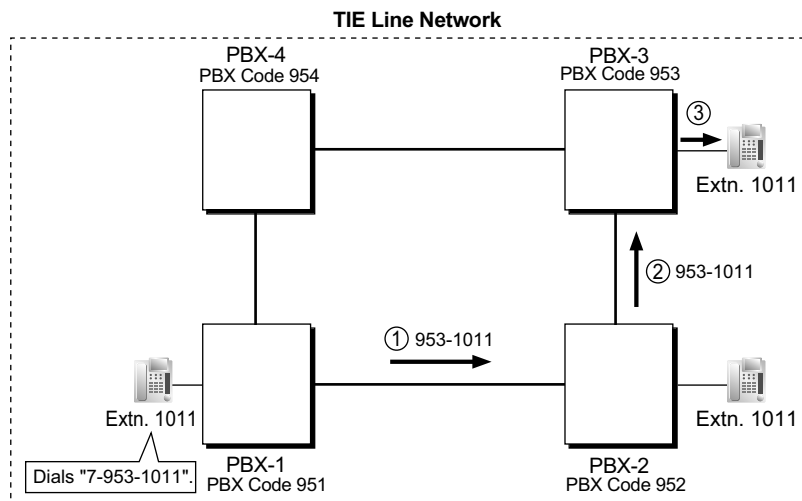 TIE Line Network
PBX-4
PBX Code 954
PBX-3
PBX Code 953
③
Extn. 1011
② 953-1011
① 953-1011
Extn. 1011
Extn. 1011
Dials "7-953-1011".
PBX-1
PBX Code 951
PBX-2
PBX Code 952